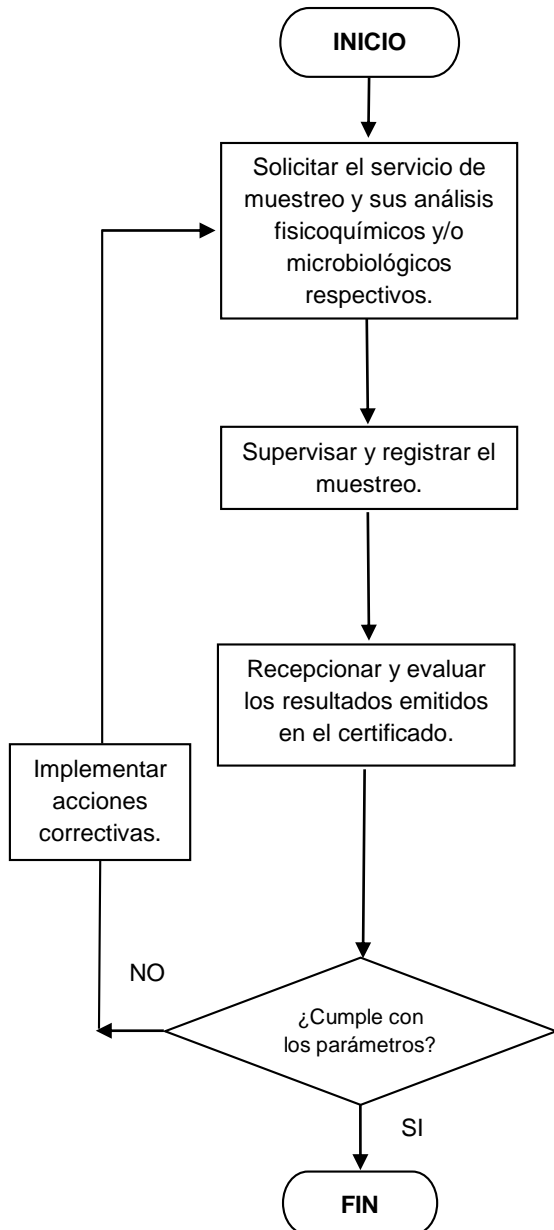 INICIO
Solicitar el servicio de
muestreo y sus análisis
fisicoquímicos y/o
microbiológicos
respectivos.
Supervisar y registrar el
muestreo.
Recepcionar y evaluar
los resultados emitidos
en el certificado.
Implementar
acciones
correctivas.
NO
¿Cumple con
los parámetros?
SI
FIN